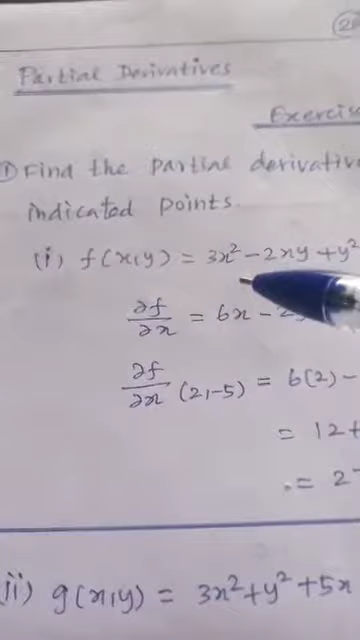 Partial Derivatives
Exercis
① Find the partial derivative
indicated points.
(i) f(x,y) = 3x² - 2xy + y²
∂f/∂x = 6x - 2y
∂f/∂x (2,-5) = 6(2) -
= 12 +
= 2
(ii) g(x,y) = 3x² + y² + 5x